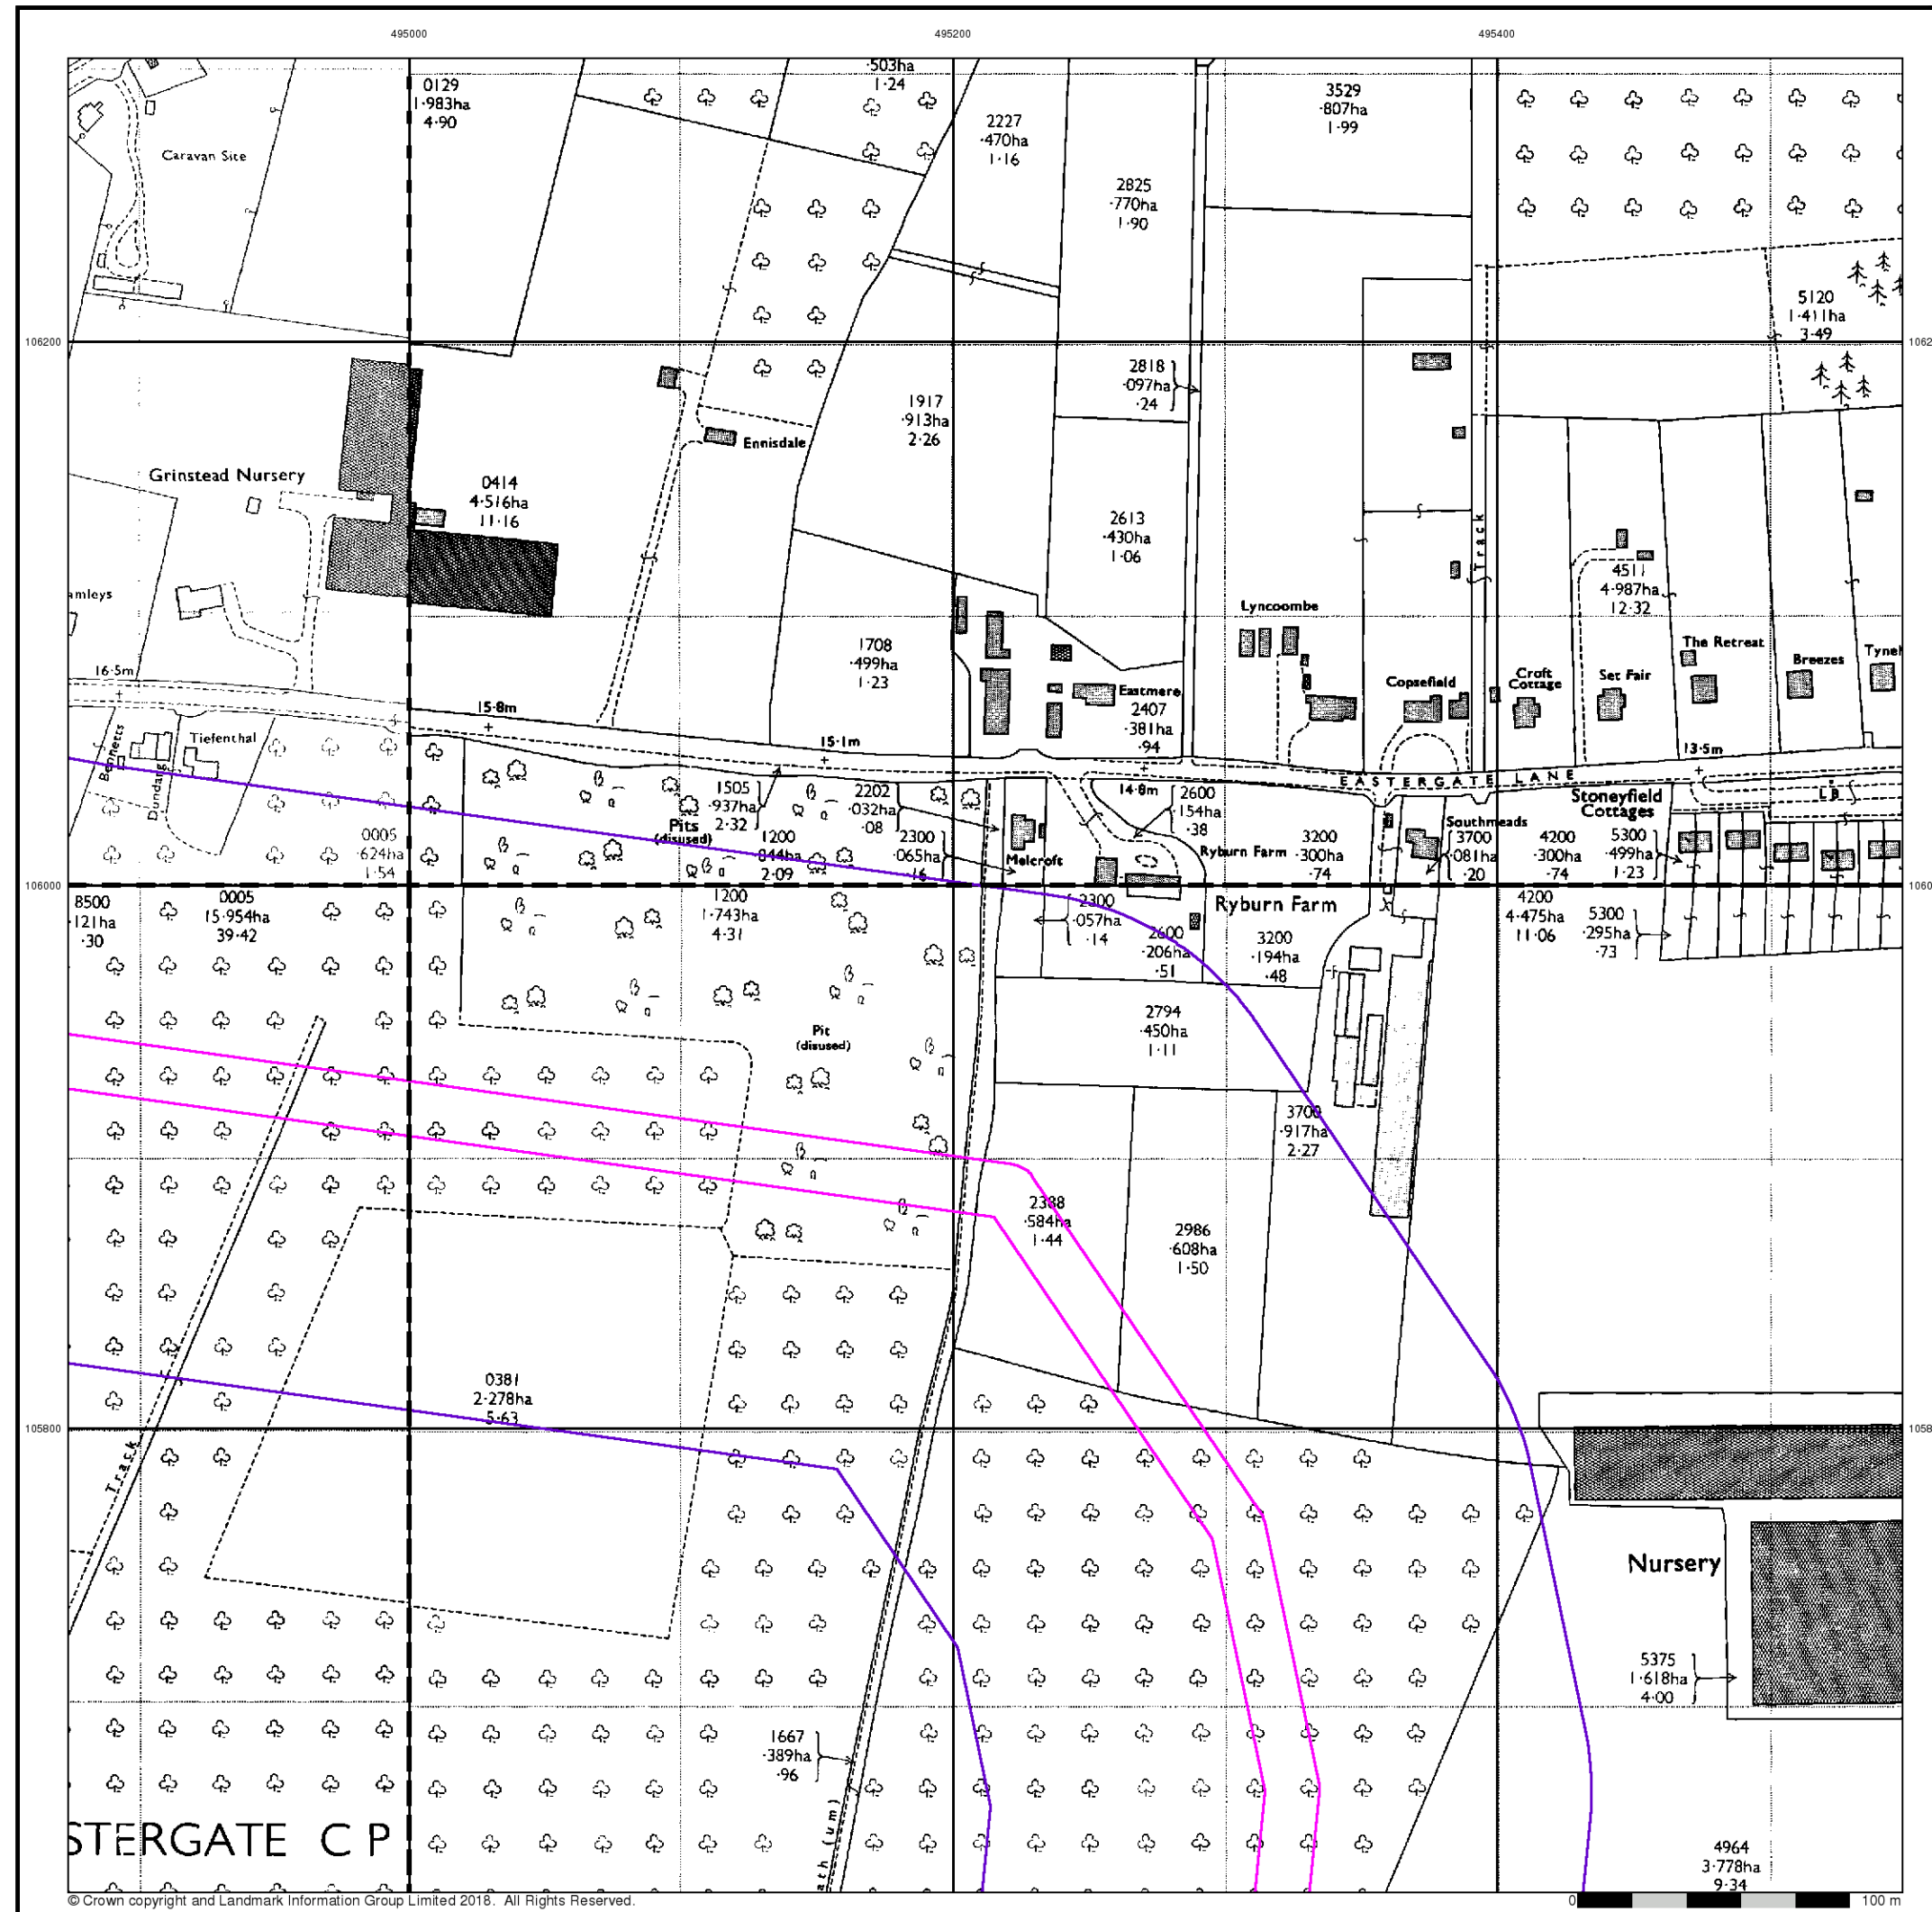 495000
495200
495400
0129
1·983ha
4·90
·503ha
1·24
2227
·470ha
1·16
3529
·807ha
1·99
Caravan Site
2825
·770ha
1·90
5120
1·411ha
3·49
106200
2818
·097ha
·24
1917
·913ha
2·26
Ennisdale
Grinstead Nursery
0414
4·516ha
11·16
2613
·430ha
1·06
Track
4511
4·987ha
12·32
amleys
Lyncoombe
The Retreat
1708
·499ha
1·23
Breezes
16·5m
Eastmere
2407
·381ha
·94
Copsefield
Croft
Cottage
Set Fair
15·8m
15·1m
13·5m
Bennetts
Tiefenthal
Dundang
EASTERGATE LANE
14·8m
1505
·937ha
2·32
2202
·032ha
·08
2600
·154ha
·38
Stoneyfield
Cottages
L B
Pits
(disused)
1200
·844ha
2·09
2300
·065ha
·16
Melcroft
Ryburn Farm
3200
·300ha
·74
Southmeads
3700
·081ha
·20
4200
·300ha
·74
5300
·499ha
1·23
0005
·624ha
1·54
106000
8500
·121ha
·30
0005
15·954ha
39·42
1200
1·743ha
4·31
2300
·057ha
·14
2600
·206ha
·51
Ryburn Farm
3200
·194ha
·48
4200
4·475ha
11·06
5300
·295ha
·73
2794
·450ha
1·11
Pit
(disused)
3700
·917ha
2·27
2388
·584ha
1·44
2986
·608ha
1·50
0381
2·278ha
5·63
105800
Track
Nursery
5375
1·618ha
4·00
1667
·389ha
·96
ath (um)
STERGATE C P
4964
3·778ha
9·34
© Crown copyright and Landmark Information Group Limited 2018. All Rights Reserved.
0
100 m